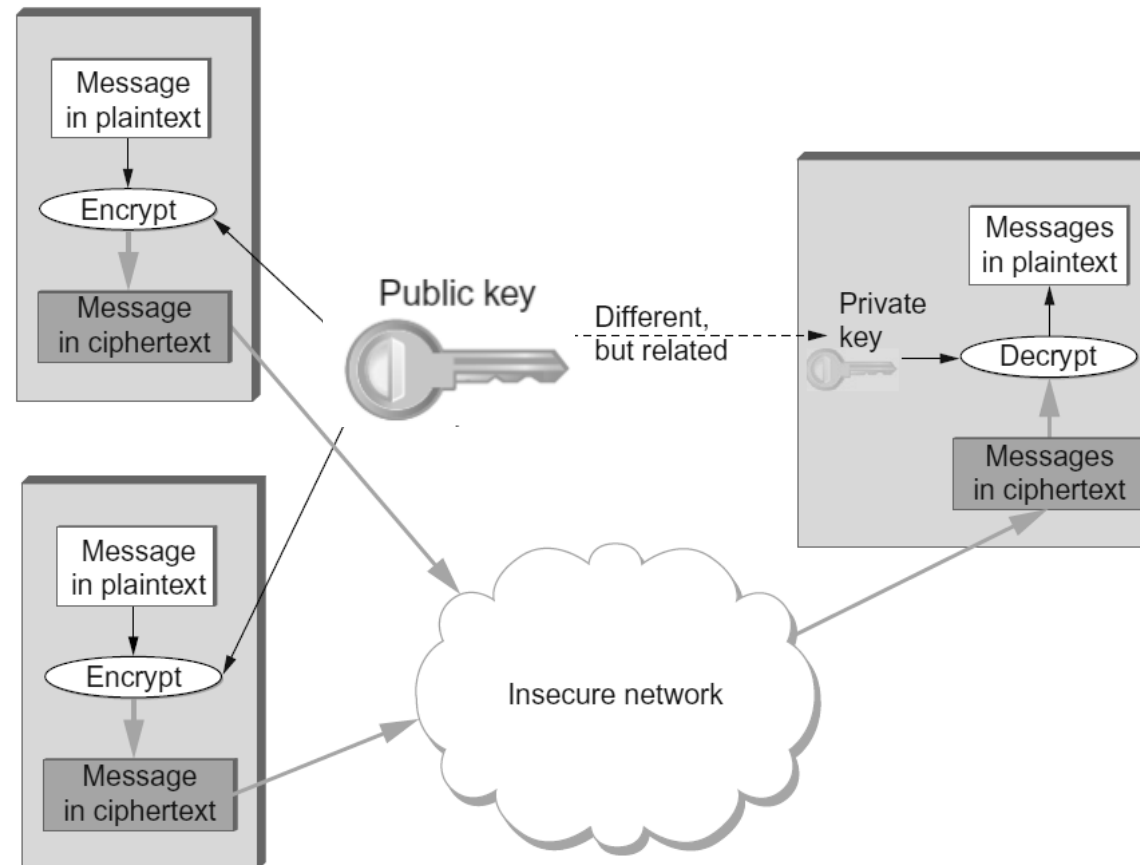 Message
in plaintext
Encrypt
Message
in ciphertext
Public key
Different,
but related
Private
key
Messages
in plaintext
Decrypt
Messages
in ciphertext
Message
in plaintext
Encrypt
Message
in ciphertext
Insecure network